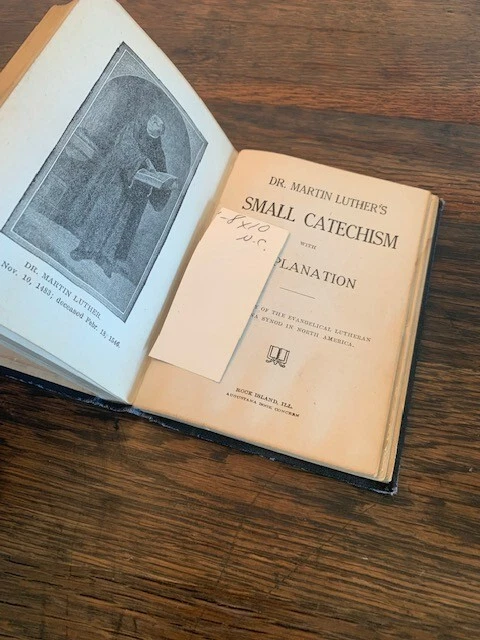 DR. MARTIN LUTHER.
Nov. 10, 1483; deceased Febr. 18, 1546.
-8x10
N.C.
DR. MARTIN LUTHER'S
SMALL CATECHISM
WITH
PLANATION
OF THE EVANGELICAL LUTHERAN
A SYNOD IN NORTH AMERICA.
ROCK ISLAND, ILL.
AUGUSTANA BOOK CONCERN